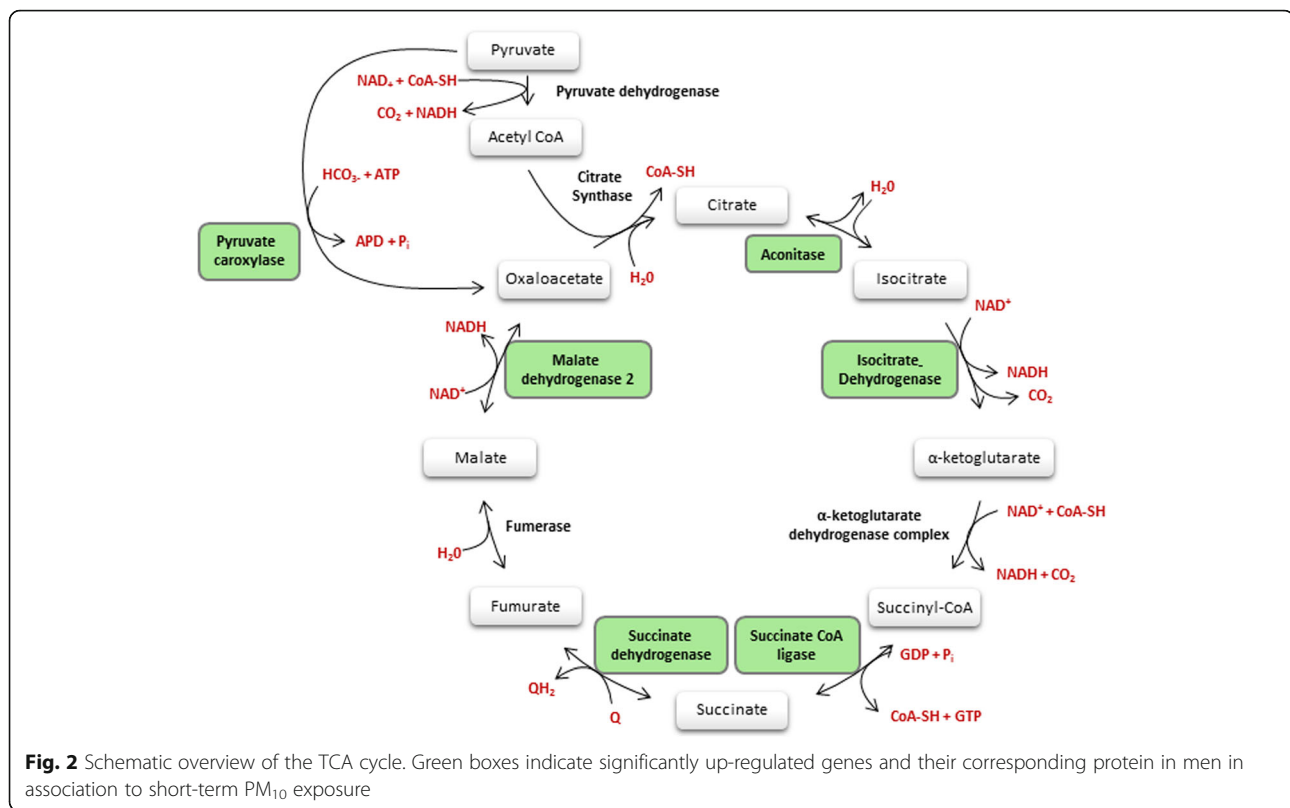 Pyruvate
NAD₊ + CoA-SH
Pyruvate dehydrogenase
CO₂ + NADH
Acetyl CoA
HCO₃- + ATP
Citrate
Synthase
CoA-SH
Citrate
H₂0
Pyruvate
caroxylase
APD + Pᵢ
Aconitase
Oxaloacetate
H₂0
Isocitrate
NADH
NAD⁺
Malate
dehydrogenase 2
Isocitrate_
Dehydrogenase
NADH
NAD⁺
CO₂
Malate
α-ketoglutarate
Fumerase
α-ketoglutarate
dehydrogenase complex
NAD⁺ + CoA-SH
H₂0
NADH + CO₂
Fumurate
Succinyl-CoA
Succinate
dehydrogenase
Succinate CoA
ligase
GDP + Pᵢ
QH₂
Q
Succinate
CoA-SH + GTP
Fig. 2 Schematic overview of the TCA cycle. Green boxes indicate significantly up-regulated genes and their corresponding protein in men in
association to short-term PM₁₀ exposure